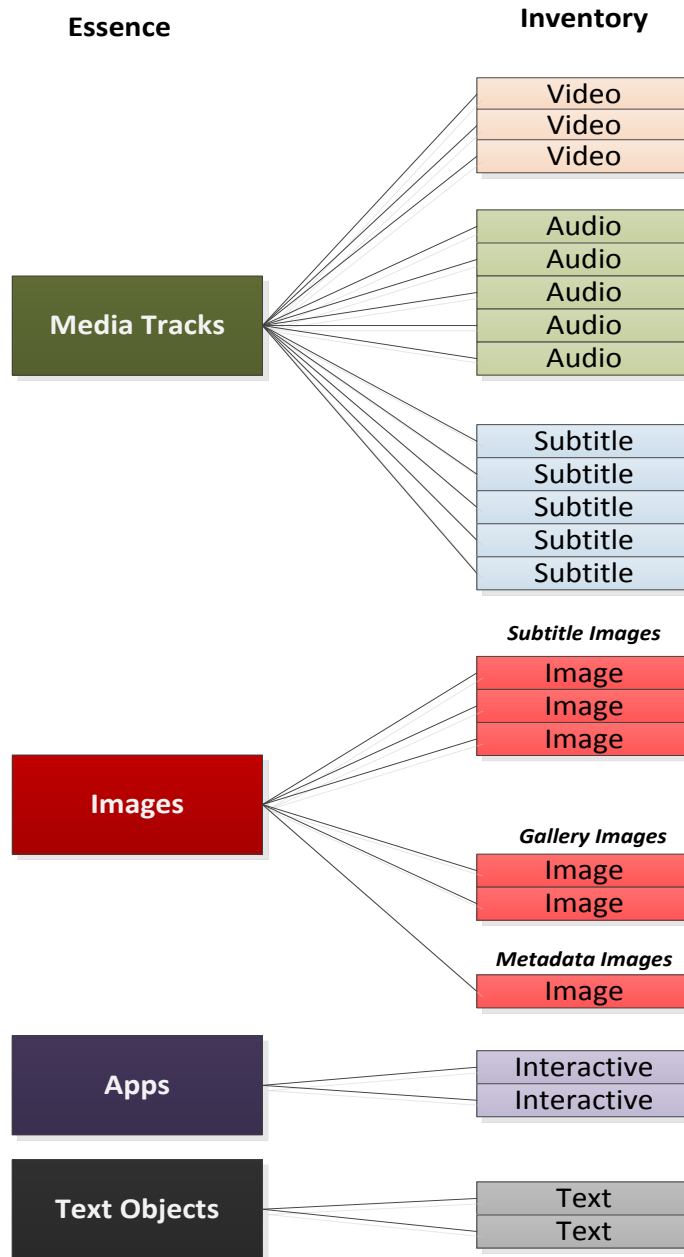 Essence
Inventory
Video
Video
Video
Audio
Audio
Media Tracks
Audio
Audio
Audio
Subtitle
Subtitle
Subtitle
Subtitle
Subtitle
Subtitle Images
Image
Image
Image
Images
Gallery Images
Image
Image
Metadata Images
Image
Apps
Interactive
Interactive
Text Objects
Text
Text